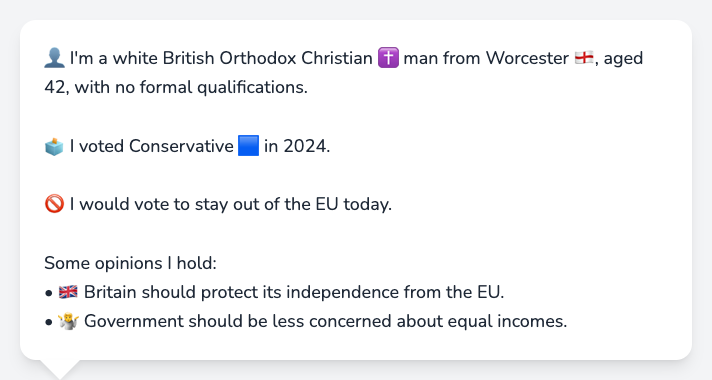 👤 I'm a white British Orthodox Christian ✝️ man from Worcester 🏴󠁧󠁢󠁥󠁮󠁧󠁿, aged
42, with no formal qualifications.
🗳️ I voted Conservative 🟦 in 2024.
🚫 I would vote to stay out of the EU today.
Some opinions I hold:
• 🇬🇧 Britain should protect its independence from the EU.
• 🤷 Government should be less concerned about equal incomes.